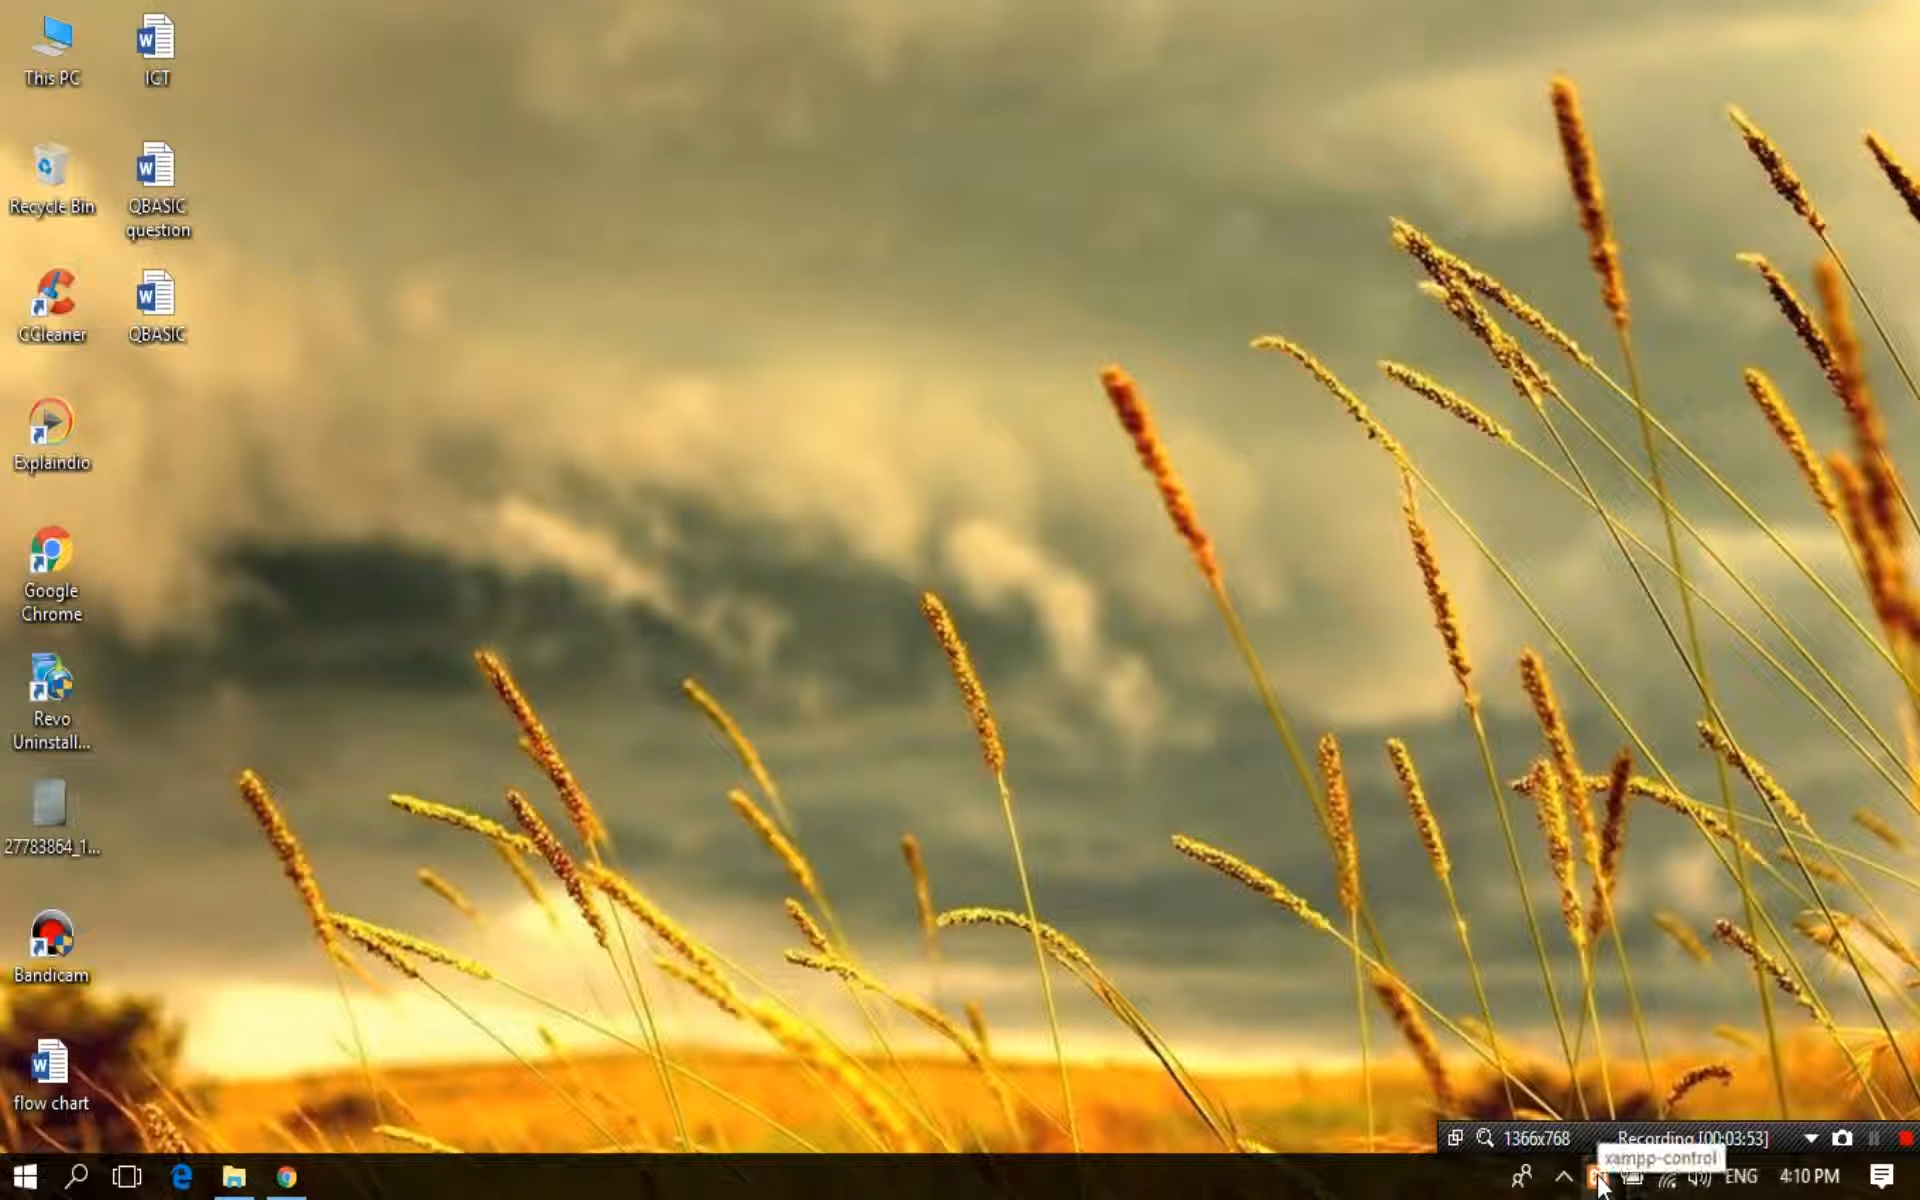 This PC
ICT
Recycle Bin
QBASIC
question
CCleaner
QBASIC
Explaindio
Google
Chrome
Revo
Uninstall...
27783864_1...
Bandicam
flow chart
1366x768
Recording [00:03:53]
xampp-control
ENG
4:10 PM